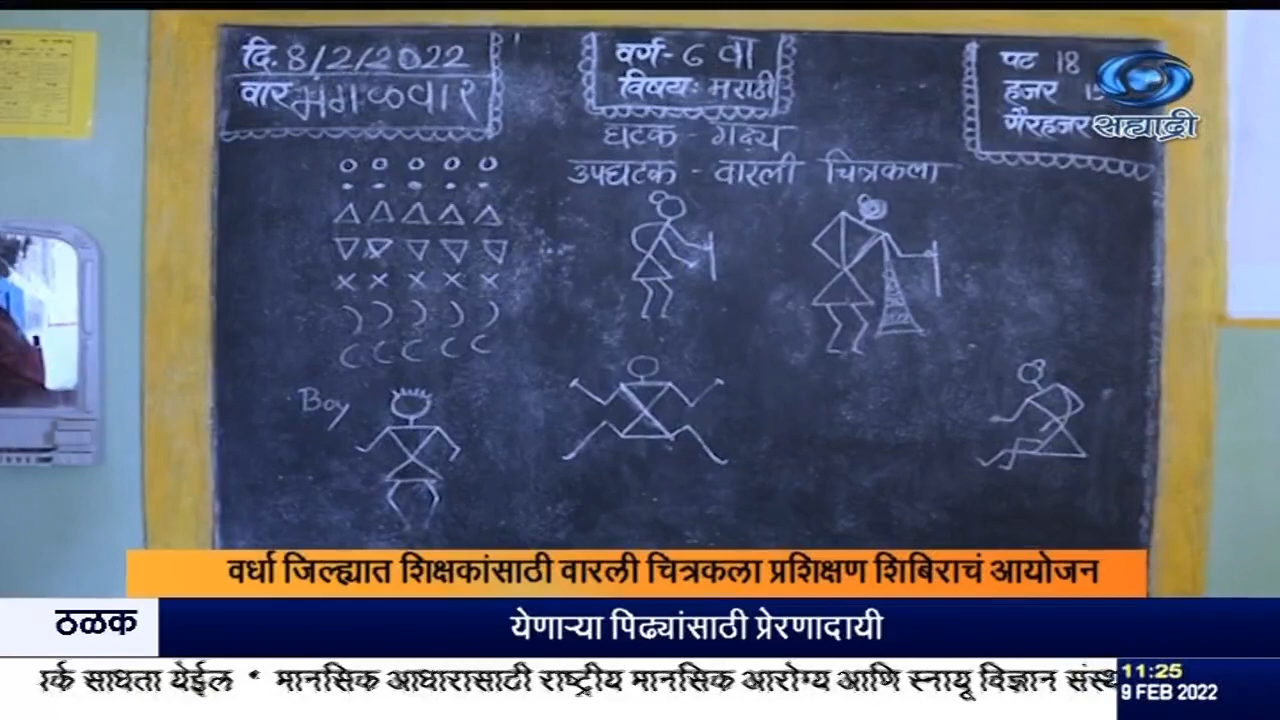 दि. 8/2/2022
वार मंगळवार
वर्ग - 6 वा
विषय: मराठी
घटक - गद्य
उपघटक - वारली चित्रकला
पट 18
हजर
गैरहजर
सह्याद्री
Boy
वर्धा जिल्ह्यात शिक्षकांसाठी वारली चित्रकला प्रशिक्षण शिबिराचं आयोजन
ठळक
येणाऱ्या पिढ्यांसाठी प्रेरणादायी
र्क साधता येईल * मानसिक आधारासाटी राष्ट्रीय मानसिक आरोग्य आणि स्नायू विज्ञान संस्थ
11:25
9 FEB 2022